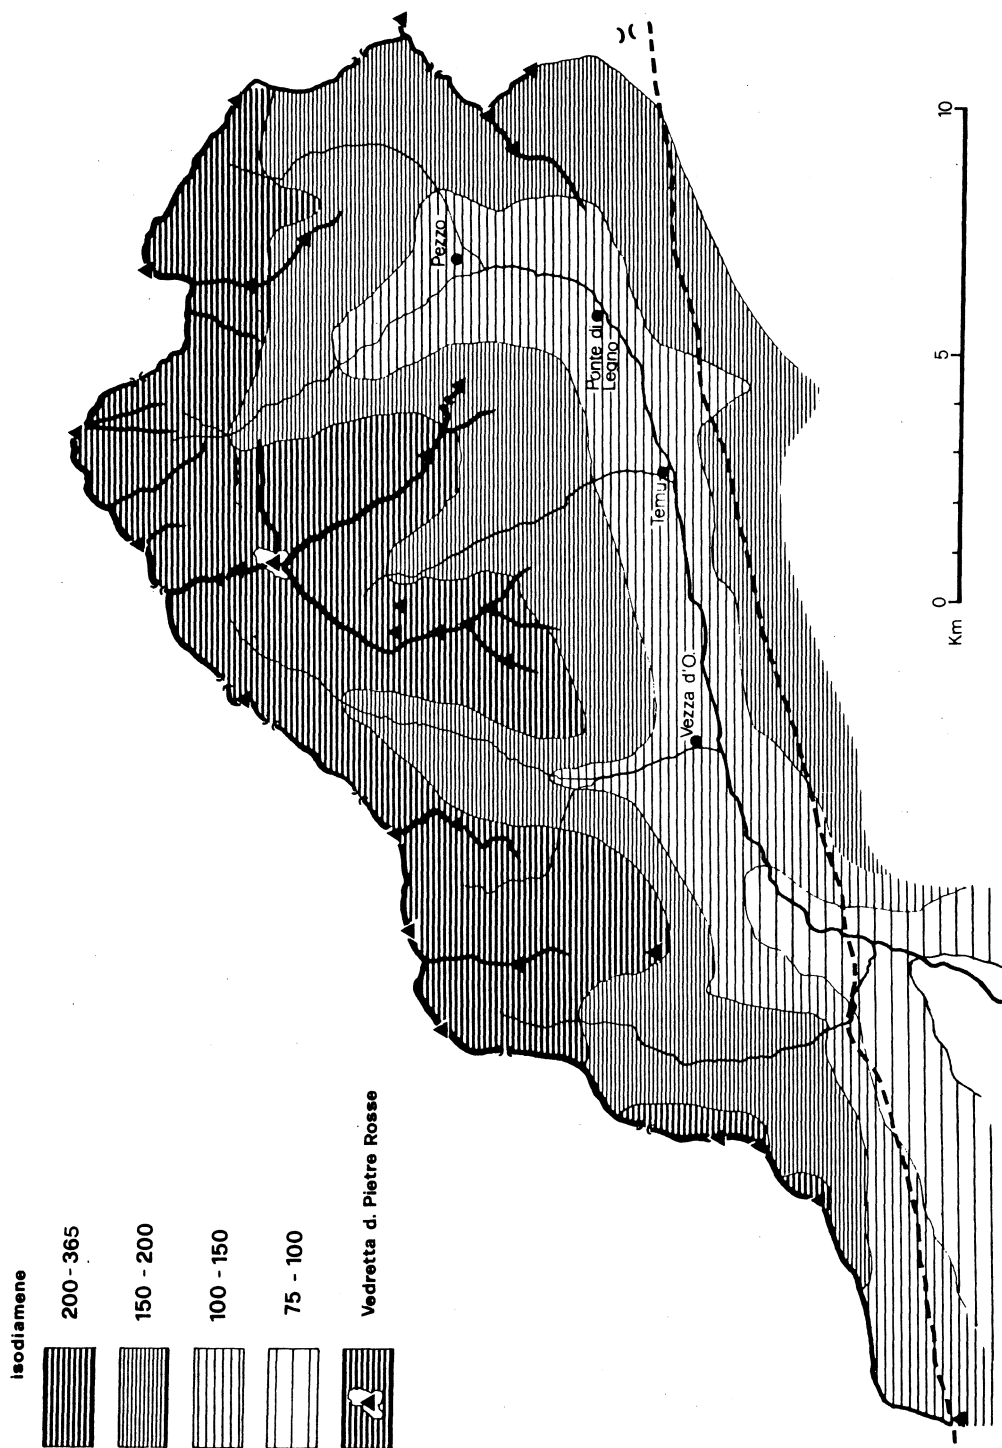 Isodiamene
200-365
150-200
100-150
75-100
Vedretta d. Pietre Rosse
Pezzo
Ponte di
Legno
Temù
Vezza d'O.
Km
0
5
10